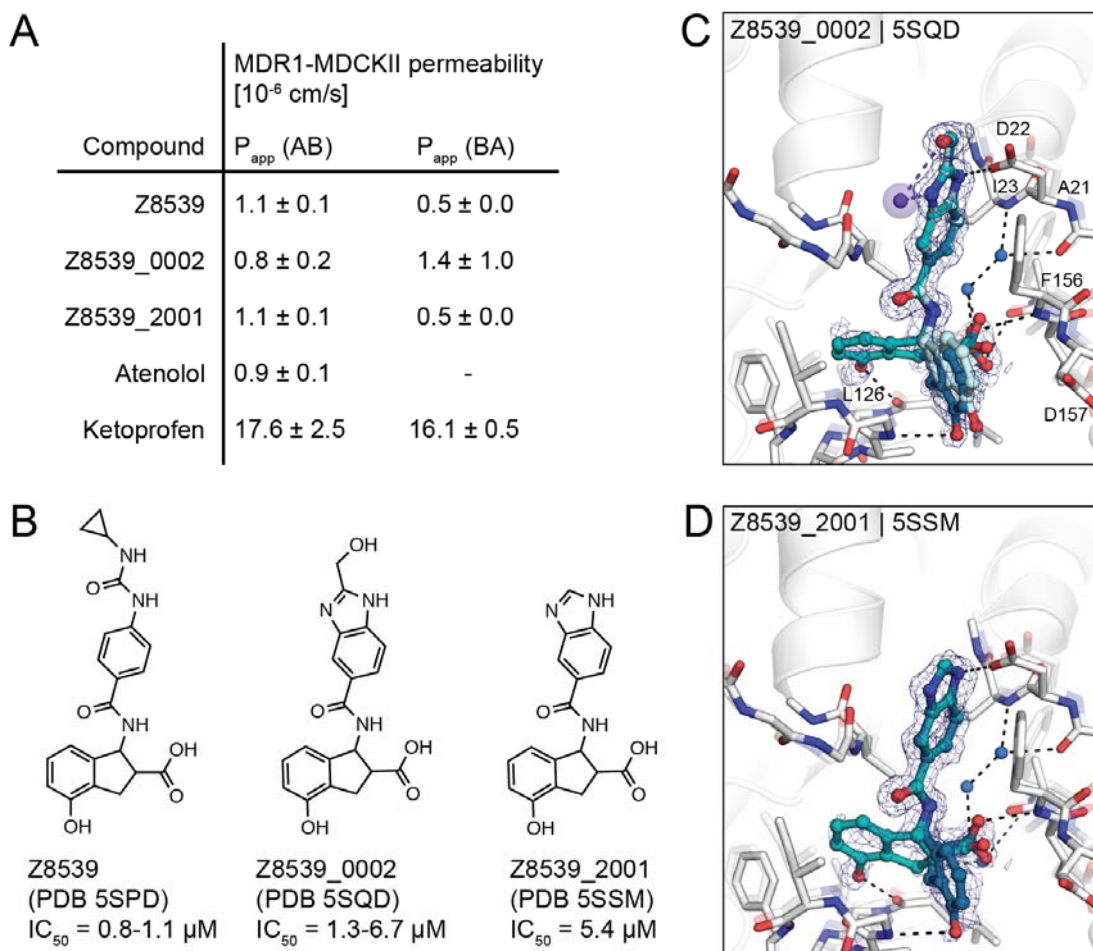 A
MDR1-MDCKII permeability
[10⁻⁶ cm/s]
Compound P_app (AB) P_app (BA)
Z8539 1.1 ± 0.1 0.5 ± 0.0
Z8539_0002 0.8 ± 0.2 1.4 ± 1.0
Z8539_2001 1.1 ± 0.1 0.5 ± 0.0
Atenolol 0.9 ± 0.1 -
Ketoprofen 17.6 ± 2.5 16.1 ± 0.5
B
NH
O
NH
O
NH
OH
O
OH
Z8539
(PDB 5SPD)
IC₅₀ = 0.8-1.1 µM
OH
N
NH
O
NH
OH
O
OH
Z8539_0002
(PDB 5SQD)
IC₅₀ = 1.3-6.7 µM
N
NH
O
NH
OH
O
OH
Z8539_2001
(PDB 5SSM)
IC₅₀ = 5.4 µM
C
Z8539_0002 | 5SQD
D22
I23
A21
F156
L126
D157
D
Z8539_2001 | 5SSM